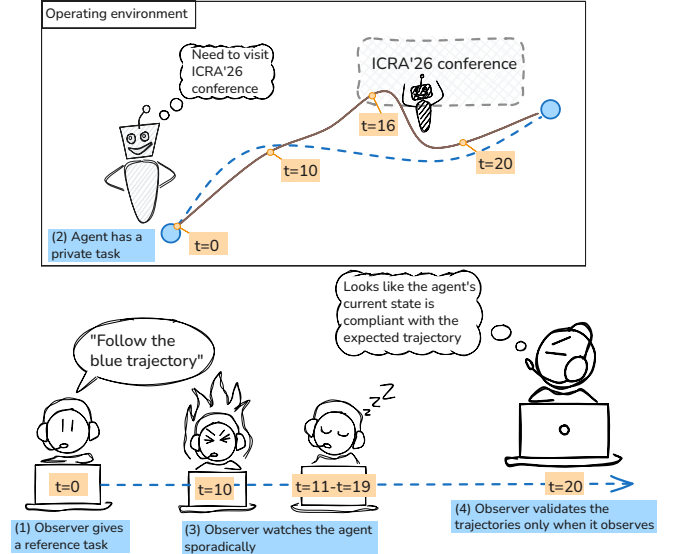 Operating environment
Need to visit
ICRA'26
conference
ICRA'26 conference
t=16
t=10
t=20
t=0
(2) Agent has a
private task
Looks like the agent's
current state is
compliant with the
expected trajectory
"Follow the
blue trajectory"
z z Z Z
t=0
t=10
t=11-t=19
t=20
(1) Observer gives
a reference task
(3) Observer watches the agent
sporadically
(4) Observer validates the
trajectories only when it observes